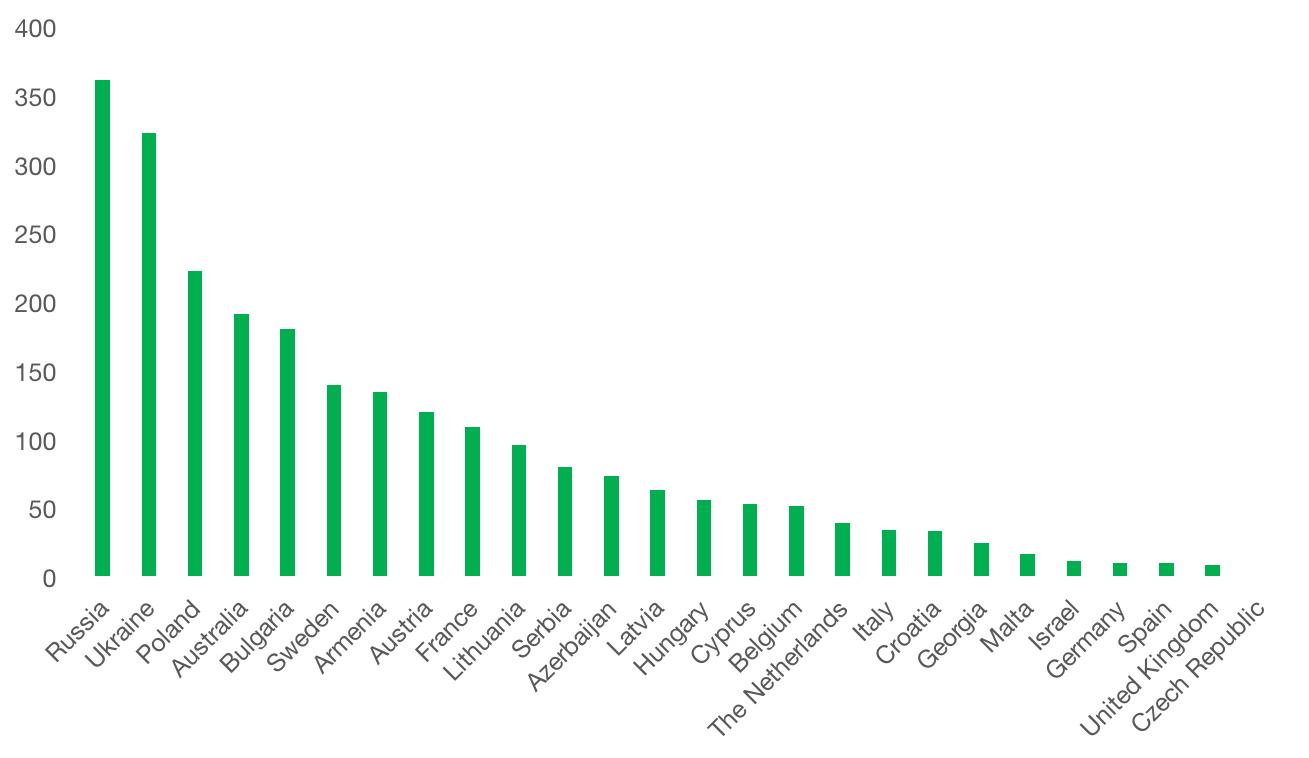 400
350
300
250
200
150
100
50
0
Russia
Ukraine
Poland
Australia
Bulgaria
Sweden
Armenia
Austria
France
Lithuania
Serbia
Azerbaijan
Latvia
Hungary
Cyprus
Belgium
The Netherlands
Italy
Croatia
Georgia
Malta
Israel
Germany
Spain
United Kingdom
Czech Republic